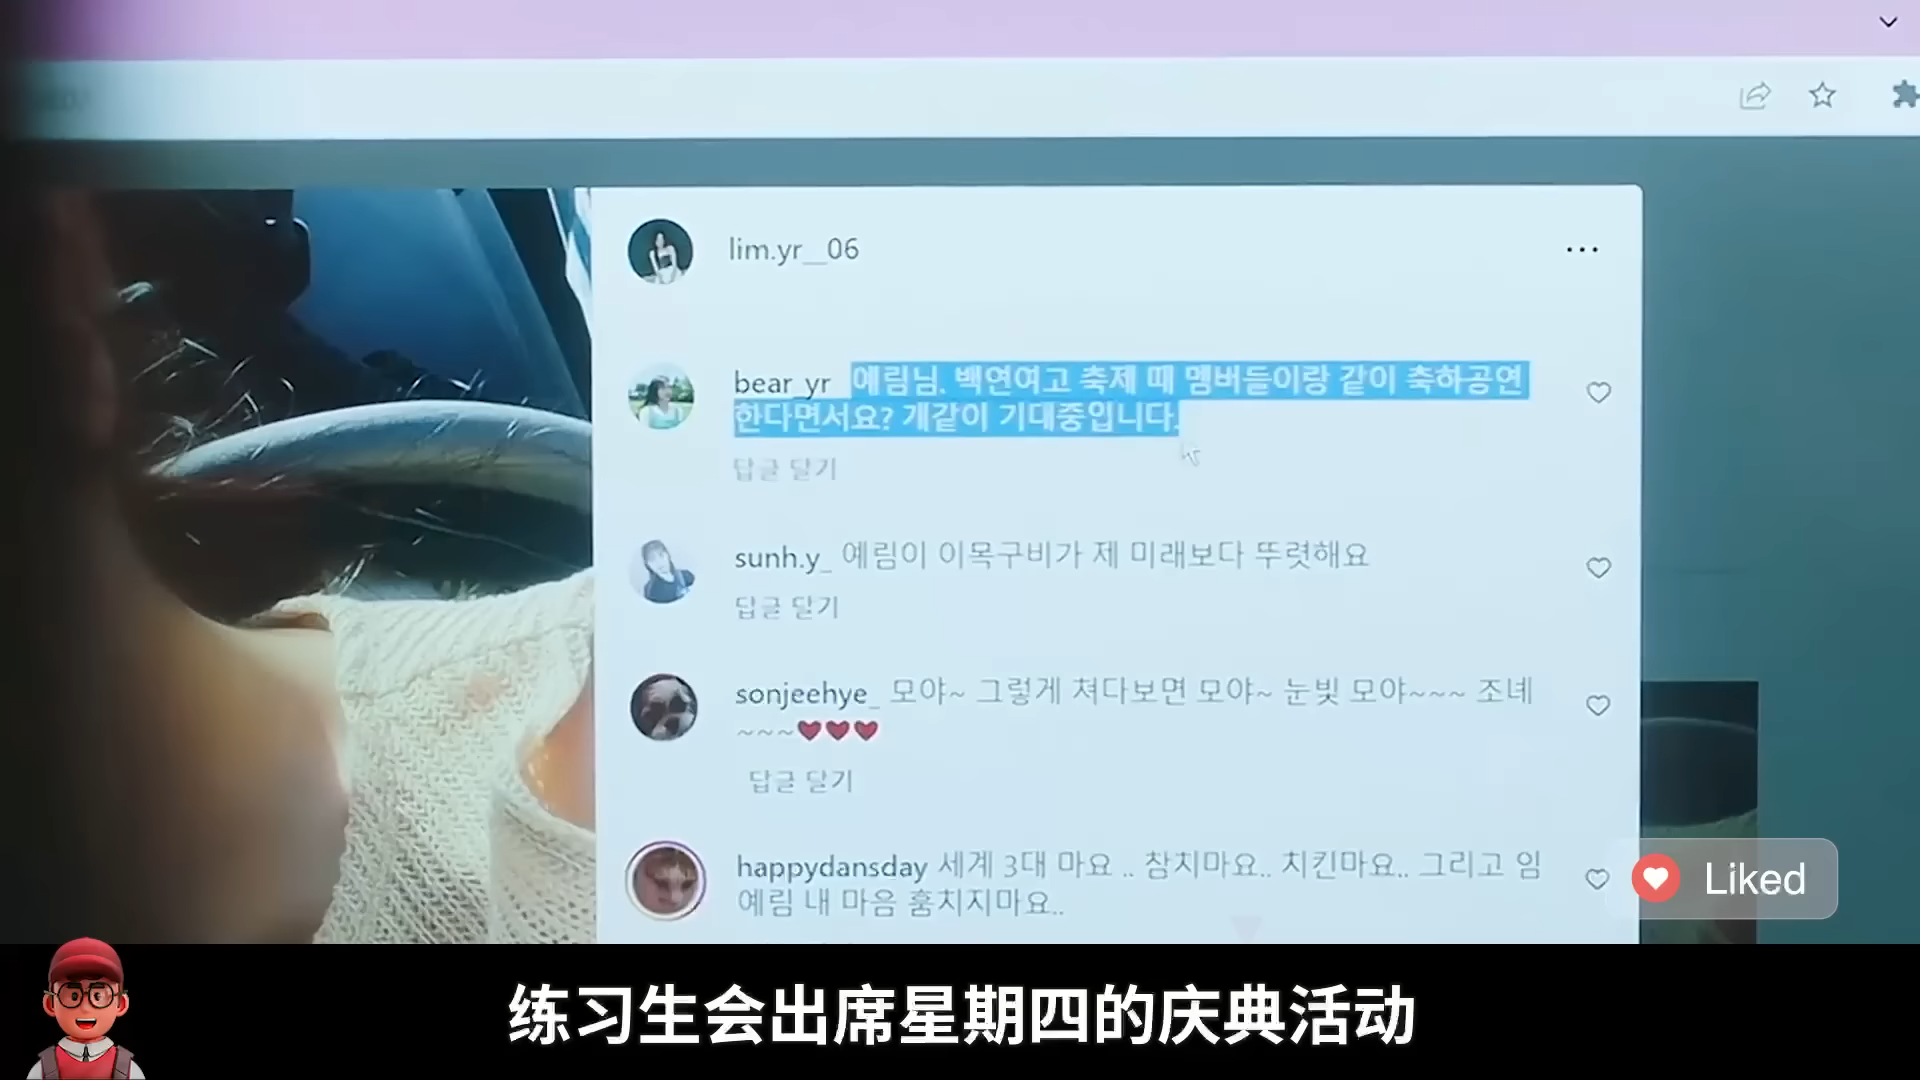 lim.yr__06
bear_yr 예림님. 백연여고 축제 때 멤버들이랑 같이 축하공연
한다면서요? 개같이 기대중입니다.
답글 달기
sunh.y_ 예림이 이목구비가 제 미래보다 뚜렷해요
답글 달기
sonjeehye_ 모야~ 그렇게 쳐다보면 모야~ 눈빛 모야~~~ 조녜
~~~❤❤❤
답글 달기
happydansday 세계 3대 마요 .. 참치마요.. 치킨마요.. 그리고 임
예림 내 마음 훔치지마요..
Liked
练习生会出席星期四的庆典活动